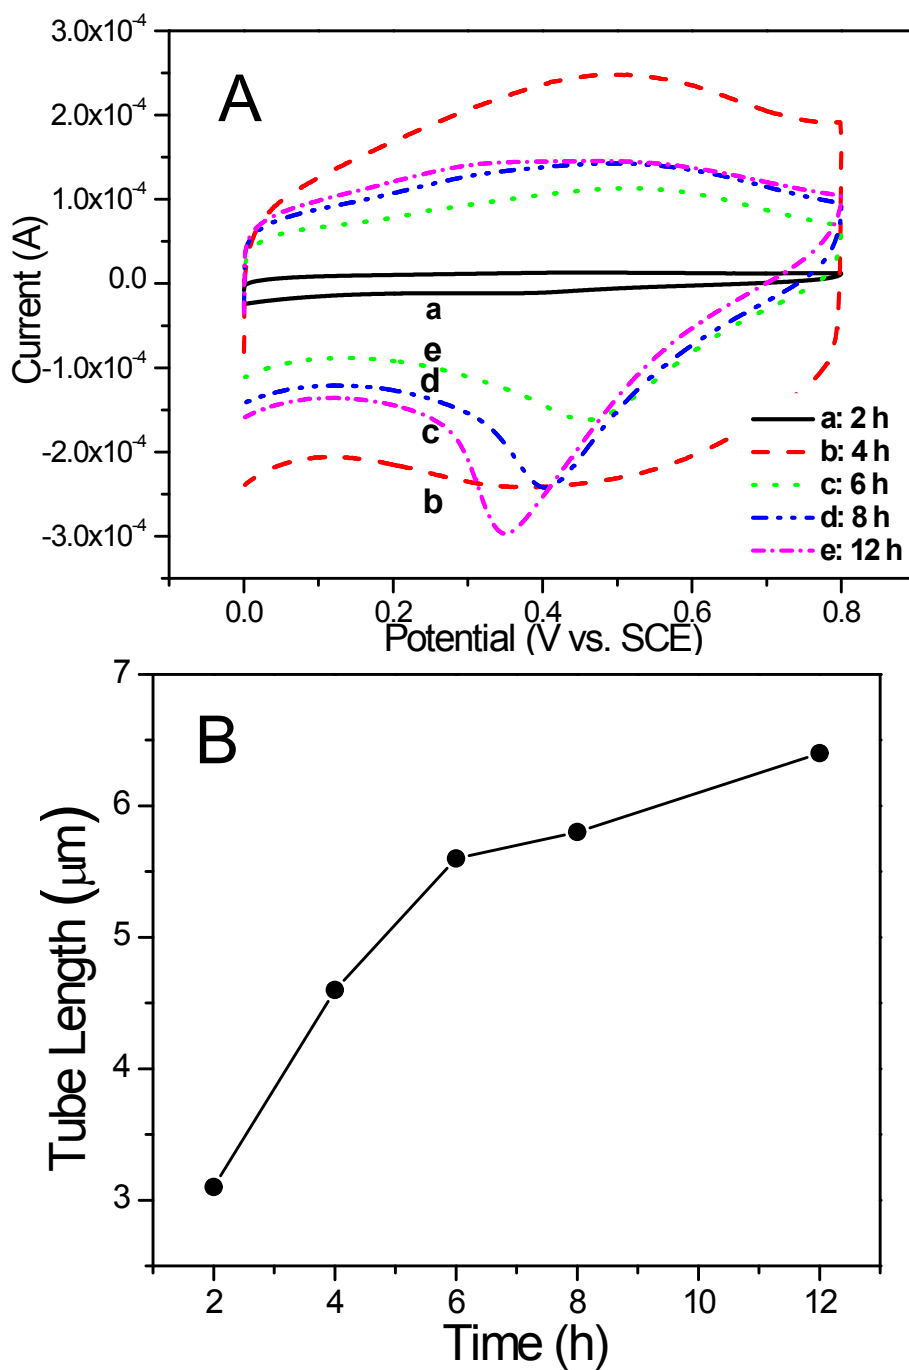 3.0x10⁻⁴
2.0x10⁻⁴
1.0x10⁻⁴
0.0
-1.0x10⁻⁴
-2.0x10⁻⁴
-3.0x10⁻⁴
Current (A)
A
a
e
d
c
b
a: 2 h
b: 4 h
c: 6 h
d: 8 h
e: 12 h
0.0 0.2 0.4 0.6 0.8
Potential (V vs. SCE)
7
6
5
4
3
Tube Length (μm)
B
2 4 6 8 10 12
Time (h)